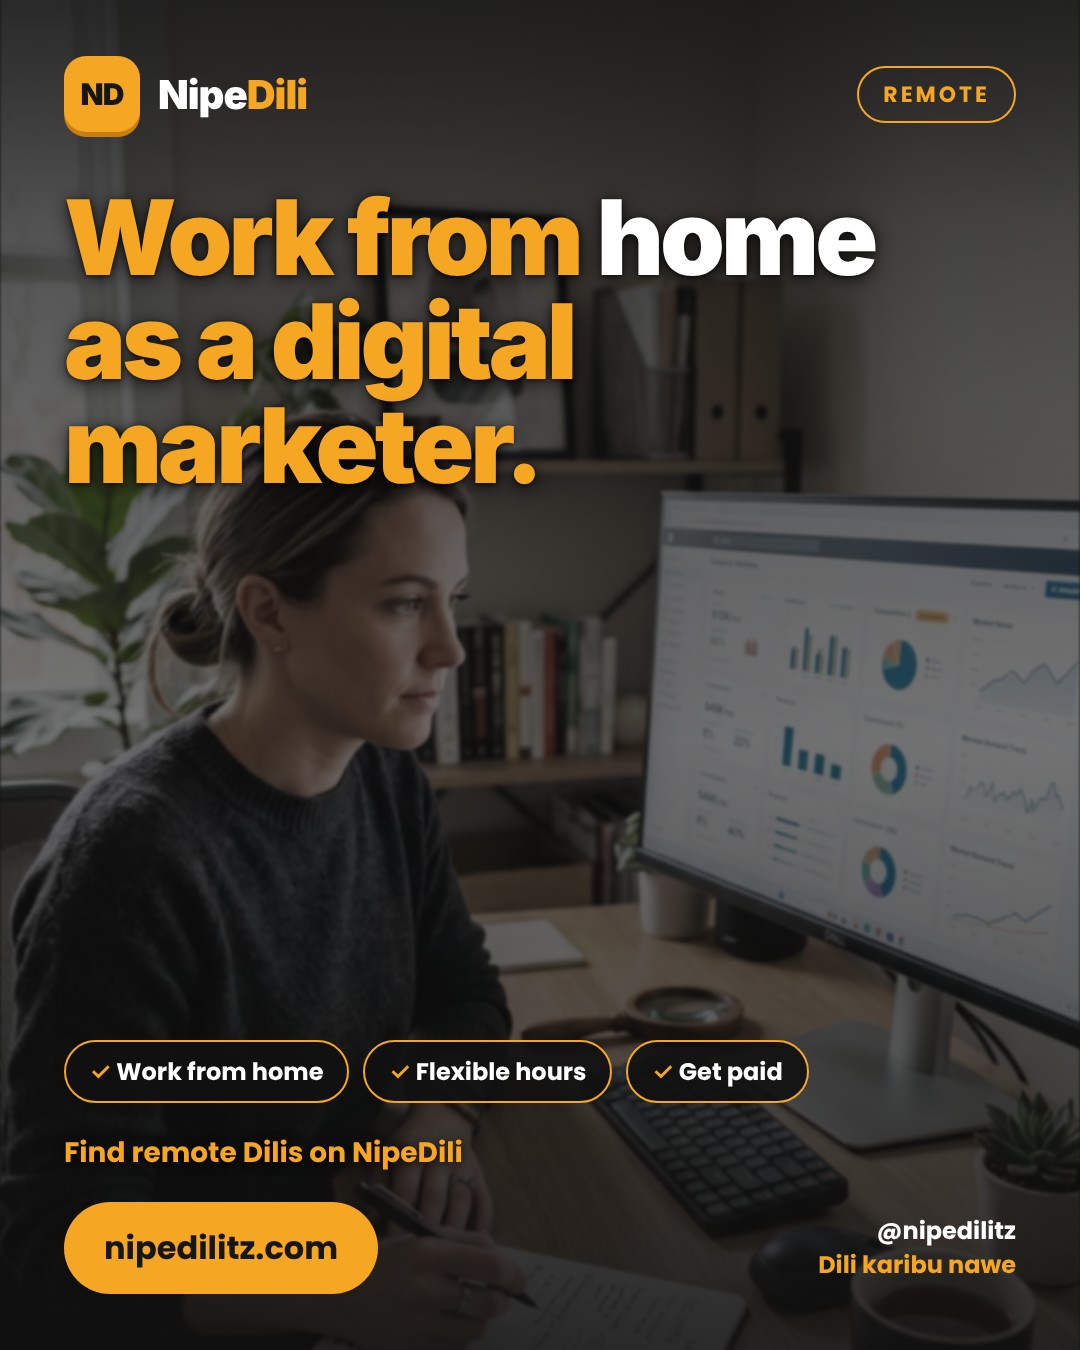 ND
NipeDili
REMOTE
Work from home
as a digital
marketer.
✓ Work from home
✓ Flexible hours
✓ Get paid
Find remote Dilis on NipeDili
nipedilitz.com
@nipedilitz
Dili karibu nawe